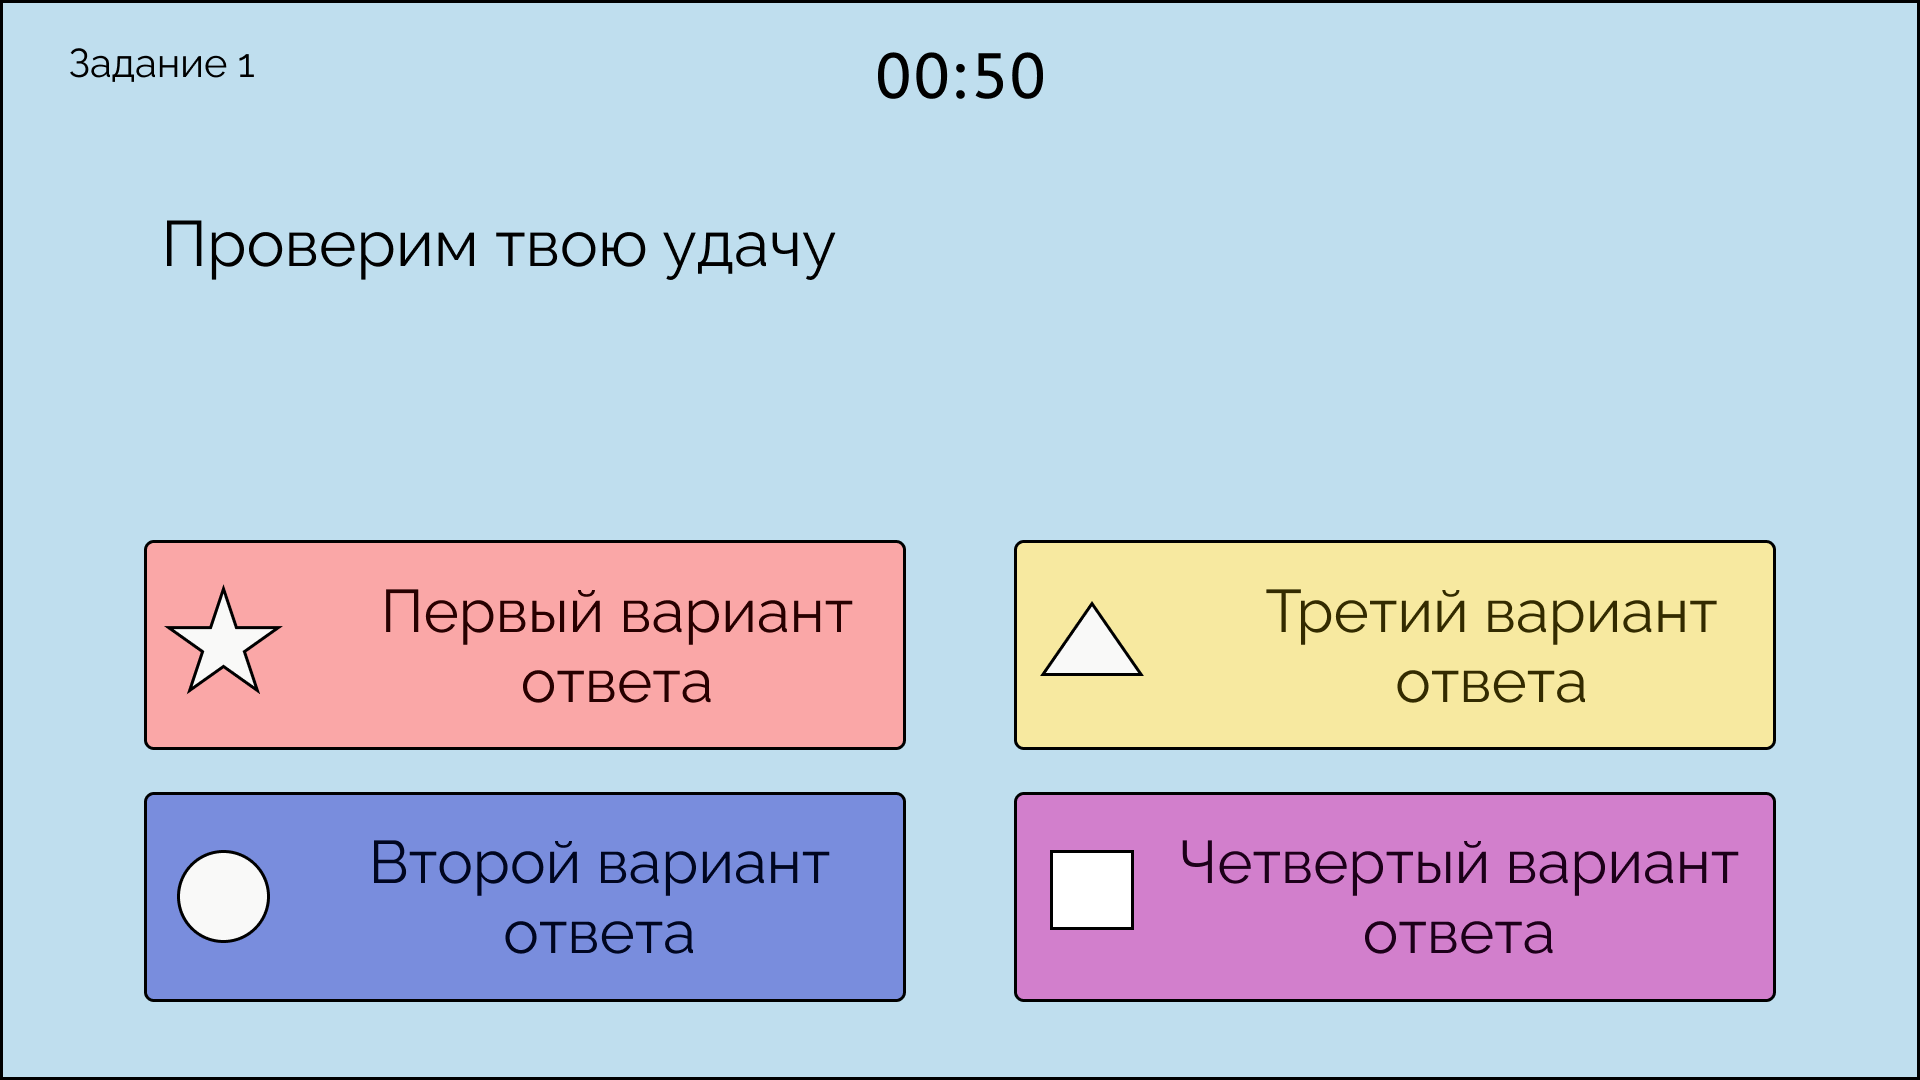 Задание 1
00:50
Проверим твою удачу
Первый вариант
ответа
Третий вариант
ответа
Второй вариант
ответа
Четвертый вариант
ответа